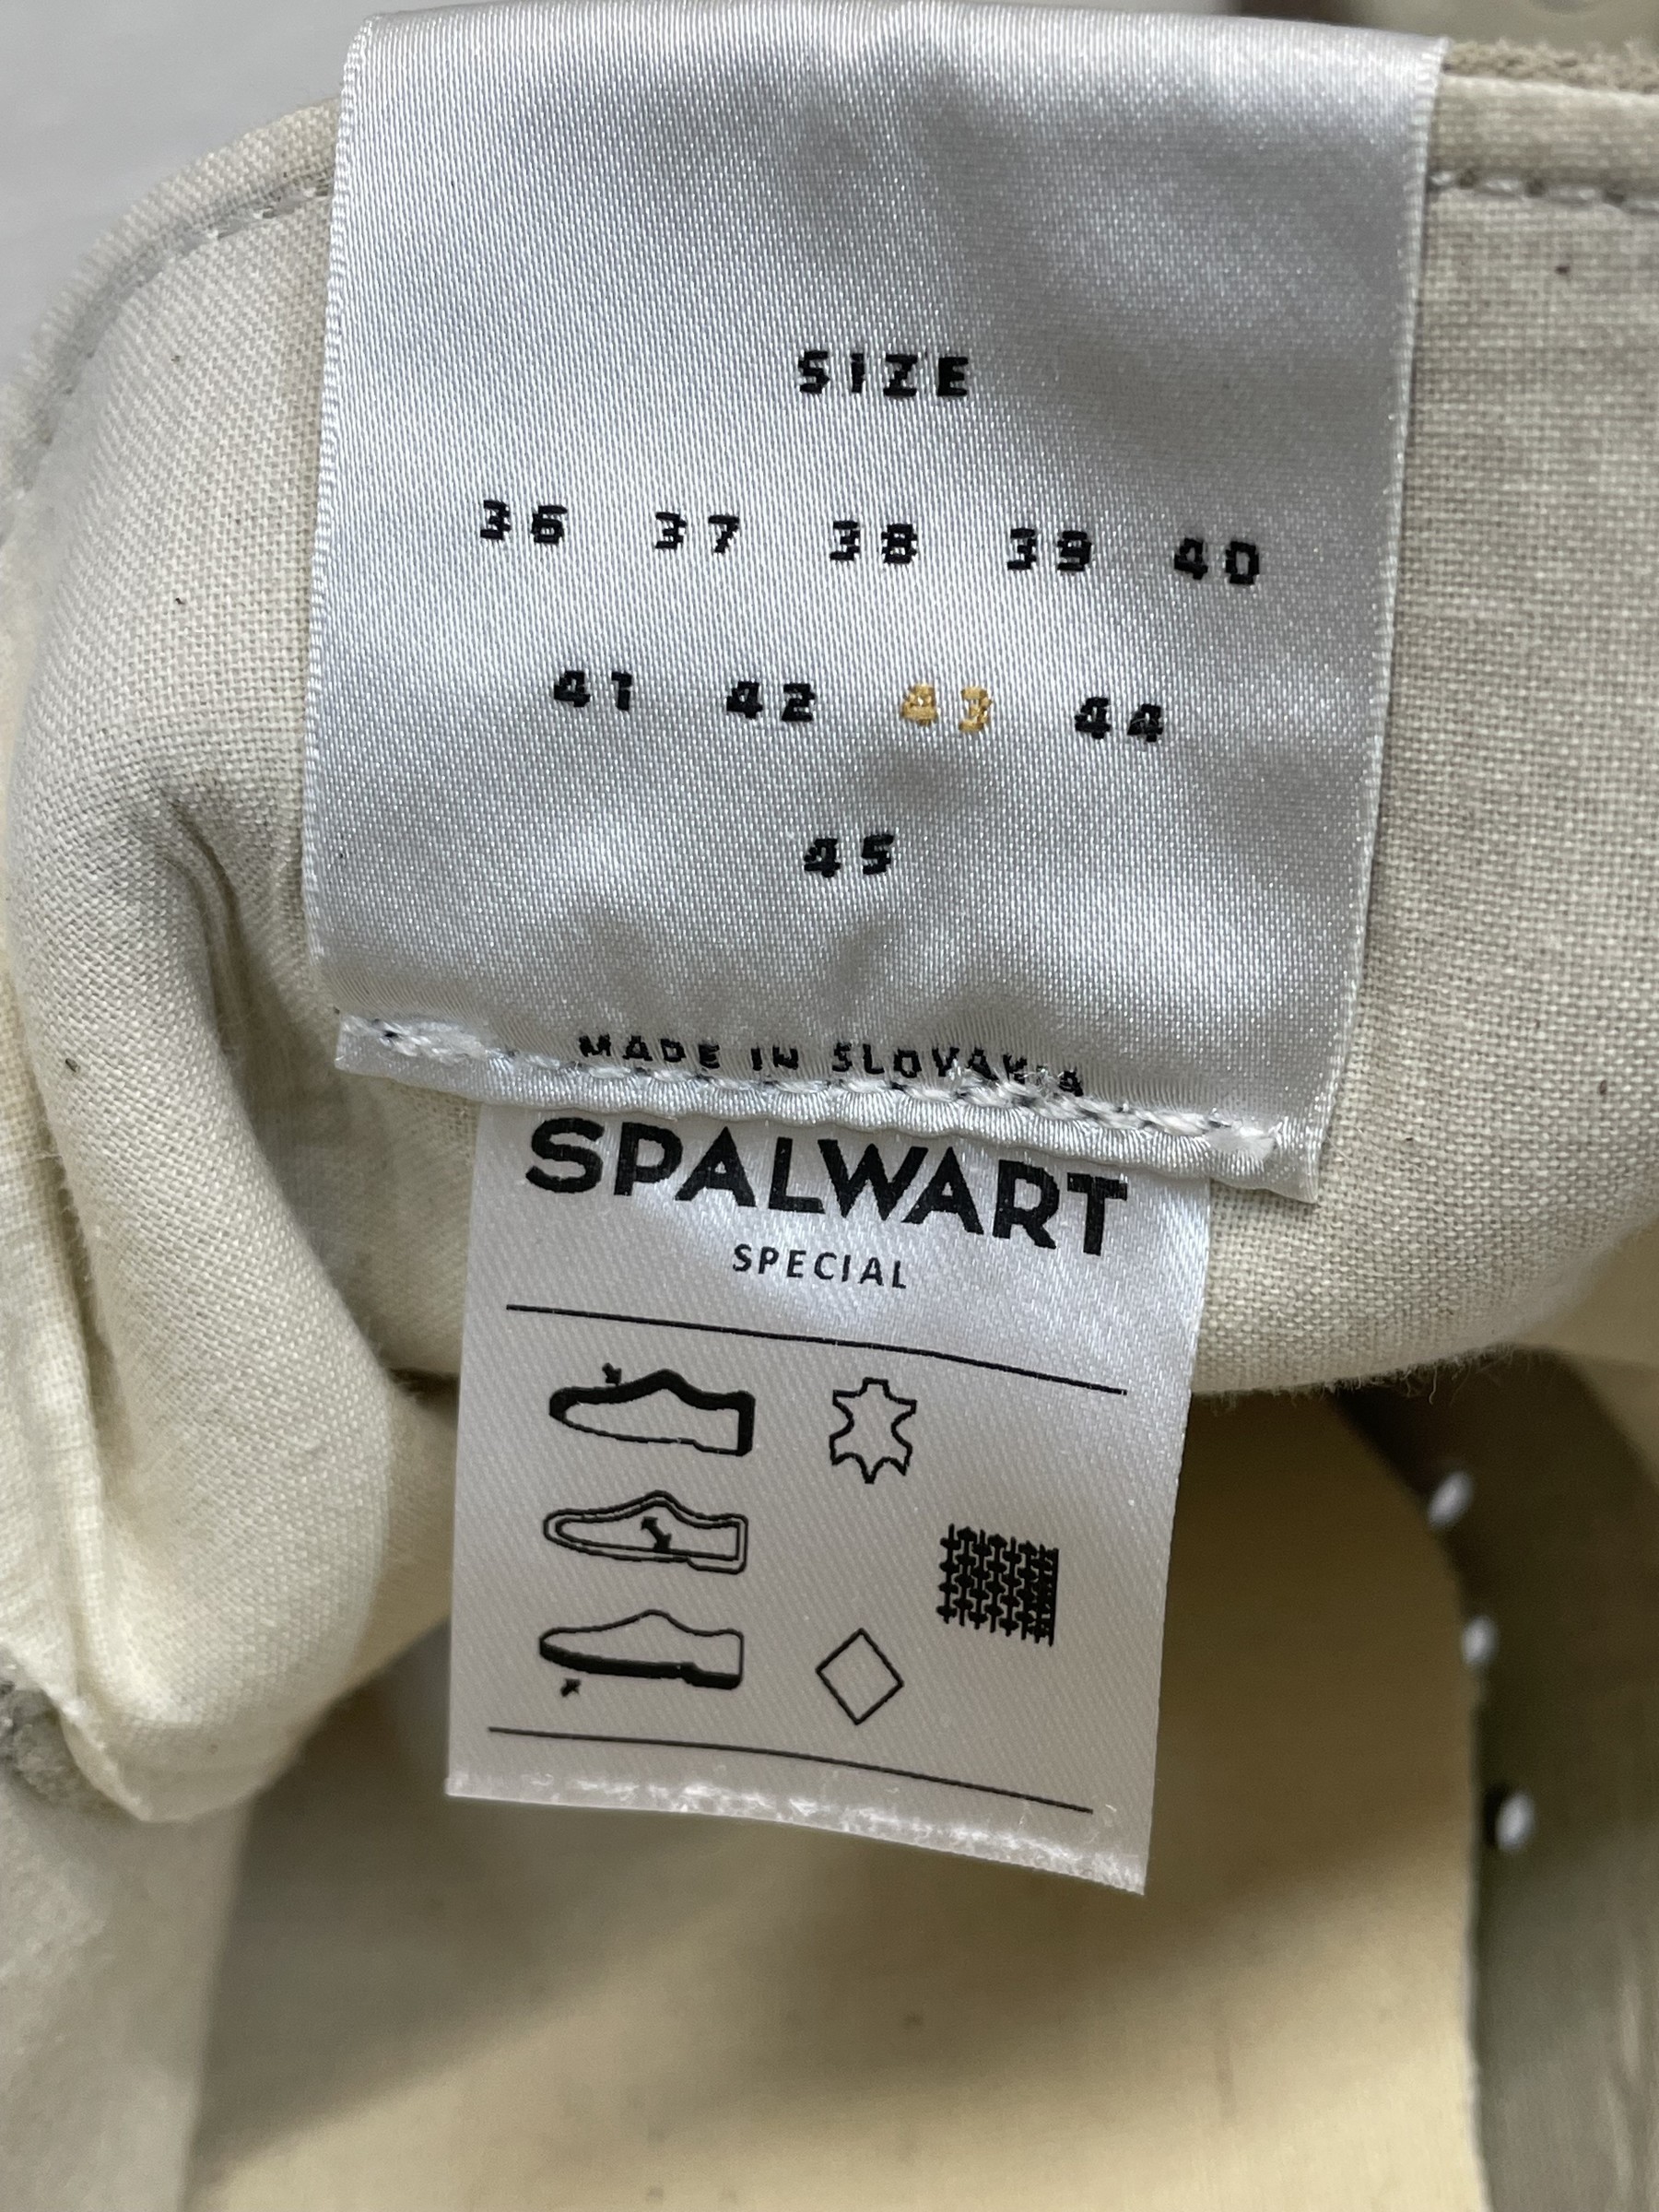 SIZE
36 37 38 39 40
41 42 43 44
45
MADE IN SLOVAKIA
SPALWART
SPECIAL